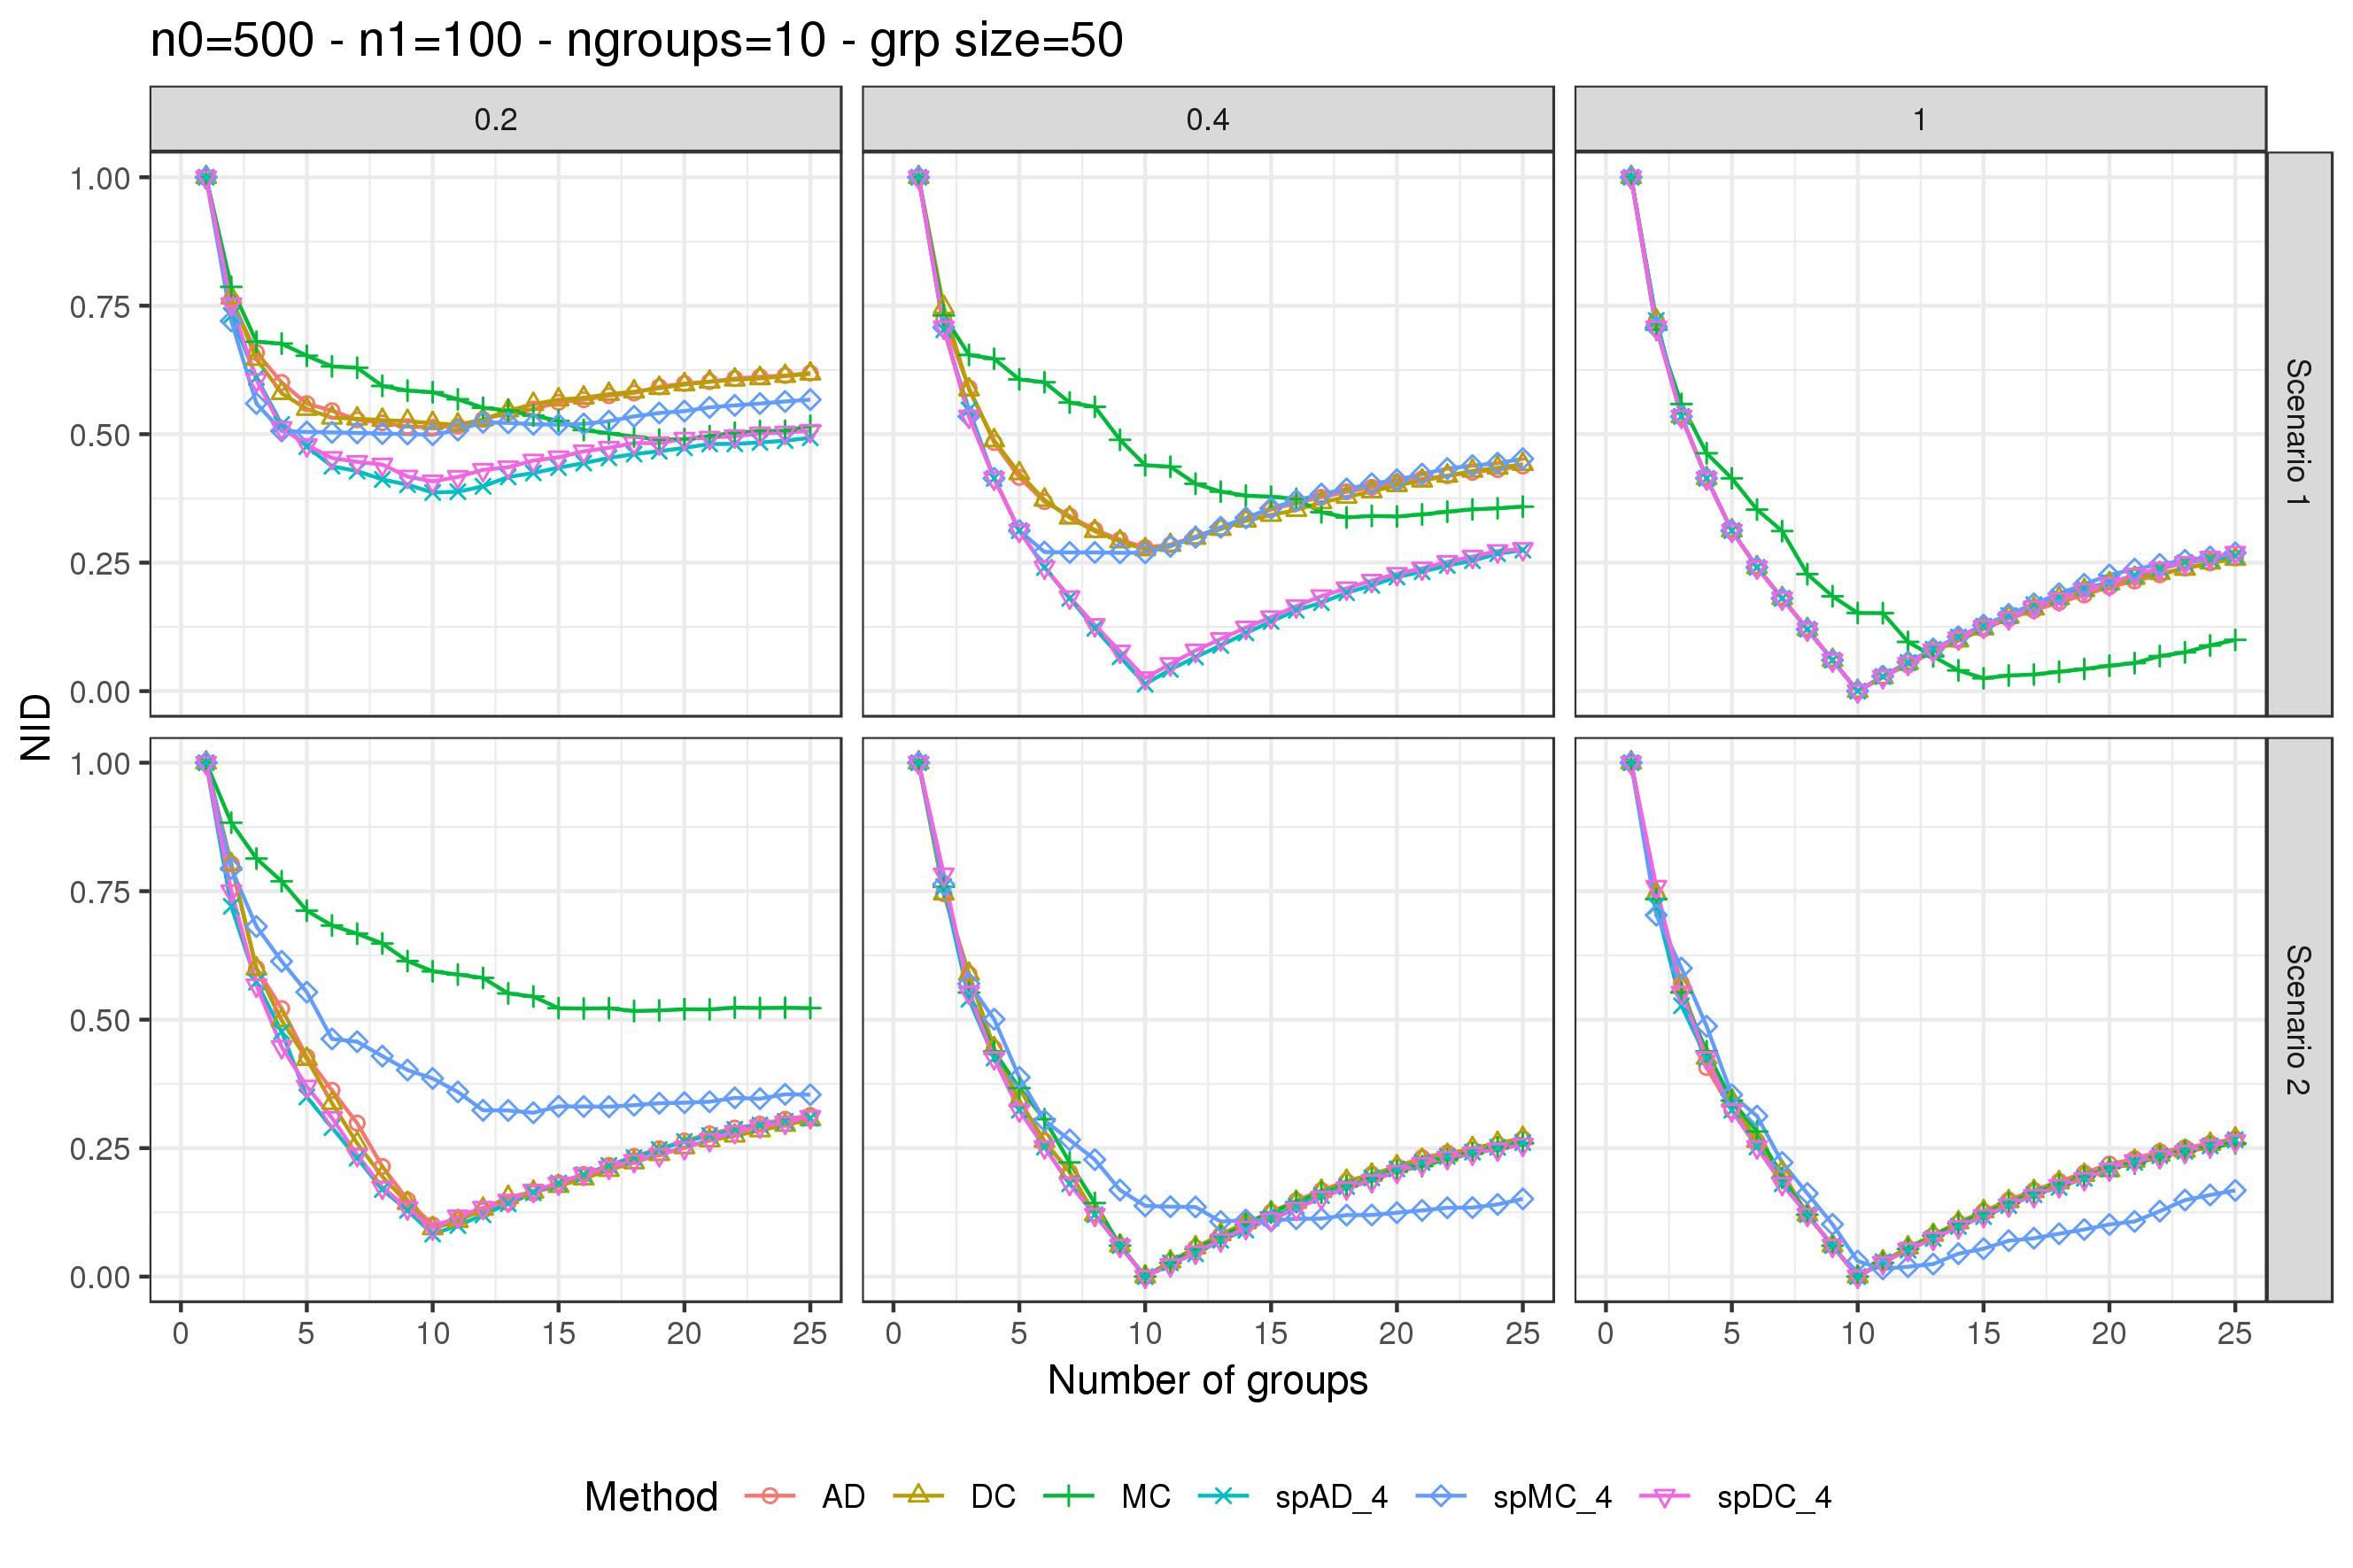 n0=500 - n1=100 - ngroups=10 - grp size=50
0.2 0.4 1
1.00
0.75
0.50
0.25
0.00
Scenario 1
NID
1.00
0.75
0.50
0.25
0.00
Scenario 2
0 5 10 15 20 25 0 5 10 15 20 25 0 5 10 15 20 25
Number of groups
Method AD DC MC spAD_4 spMC_4 spDC_4